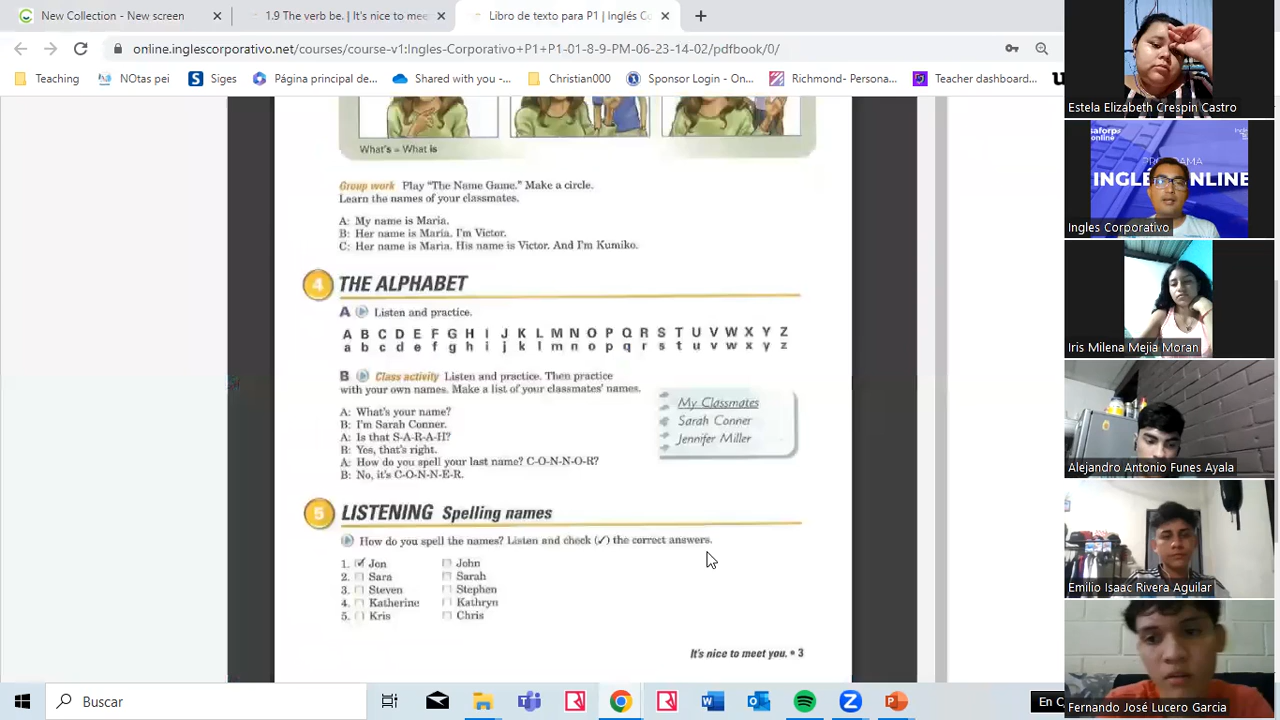 New screen - New screen
1.9 The verb be. | It's nice to mee
Libro de texto para P1 | Inglés Co
online.inglescorporativo.net/courses/course-v1:Ingles-Corporativo+P1+P1-01-8-9-PM-06-23-14-02/pdfbook/0/
Teaching
NOtas pei
Siges
Página principal de...
Shared with you -...
Christian000
Sponsor Login - On...
Richmond- Persona...
Teacher dashboard...
What's = What is
Group work Play "The Name Game." Make a circle.
Learn the names of your classmates.
A: My name is Maria.
B: Her name is Maria. I'm Victor.
C: Her name is Maria. His name is Victor. And I'm Kumiko.
4 THE ALPHABET
A Listen and practice.
A B C D E F G H I J K L M N O P Q R S T U V W X Y Z
a b c d e f g h i j k l m n o p q r s t u v w x y z
B Class activity Listen and practice. Then practice
with your own names. Make a list of your classmates' names.
A: What's your name?
B: I'm Sarah Conner.
A: Is that S-A-R-A-H?
B: Yes, that's right.
A: How do you spell your last name? C-O-N-N-O-R?
B: No, it's C-O-N-N-E-R.
My Classmates
Sarah Conner
Jennifer Miller
5 LISTENING Spelling names
How do you spell the names? Listen and check (✓) the correct answers.
1. ✓ Jon John
2. Sara Sarah
3. Steven Stephen
4. Katherine Kathryn
5. Kris Chris
It's nice to meet you. • 3
Buscar
En C
Estela Elizabeth Crespin Castro
saforp
online
PROGRAMA
INGLÉ NLINE
Ingles Corporativo
Iris Milena Mejia Moran
Alejandro Antonio Funes Ayala
Emilio Isaac Rivera Aguilar
Fernando José Lucero Garcia